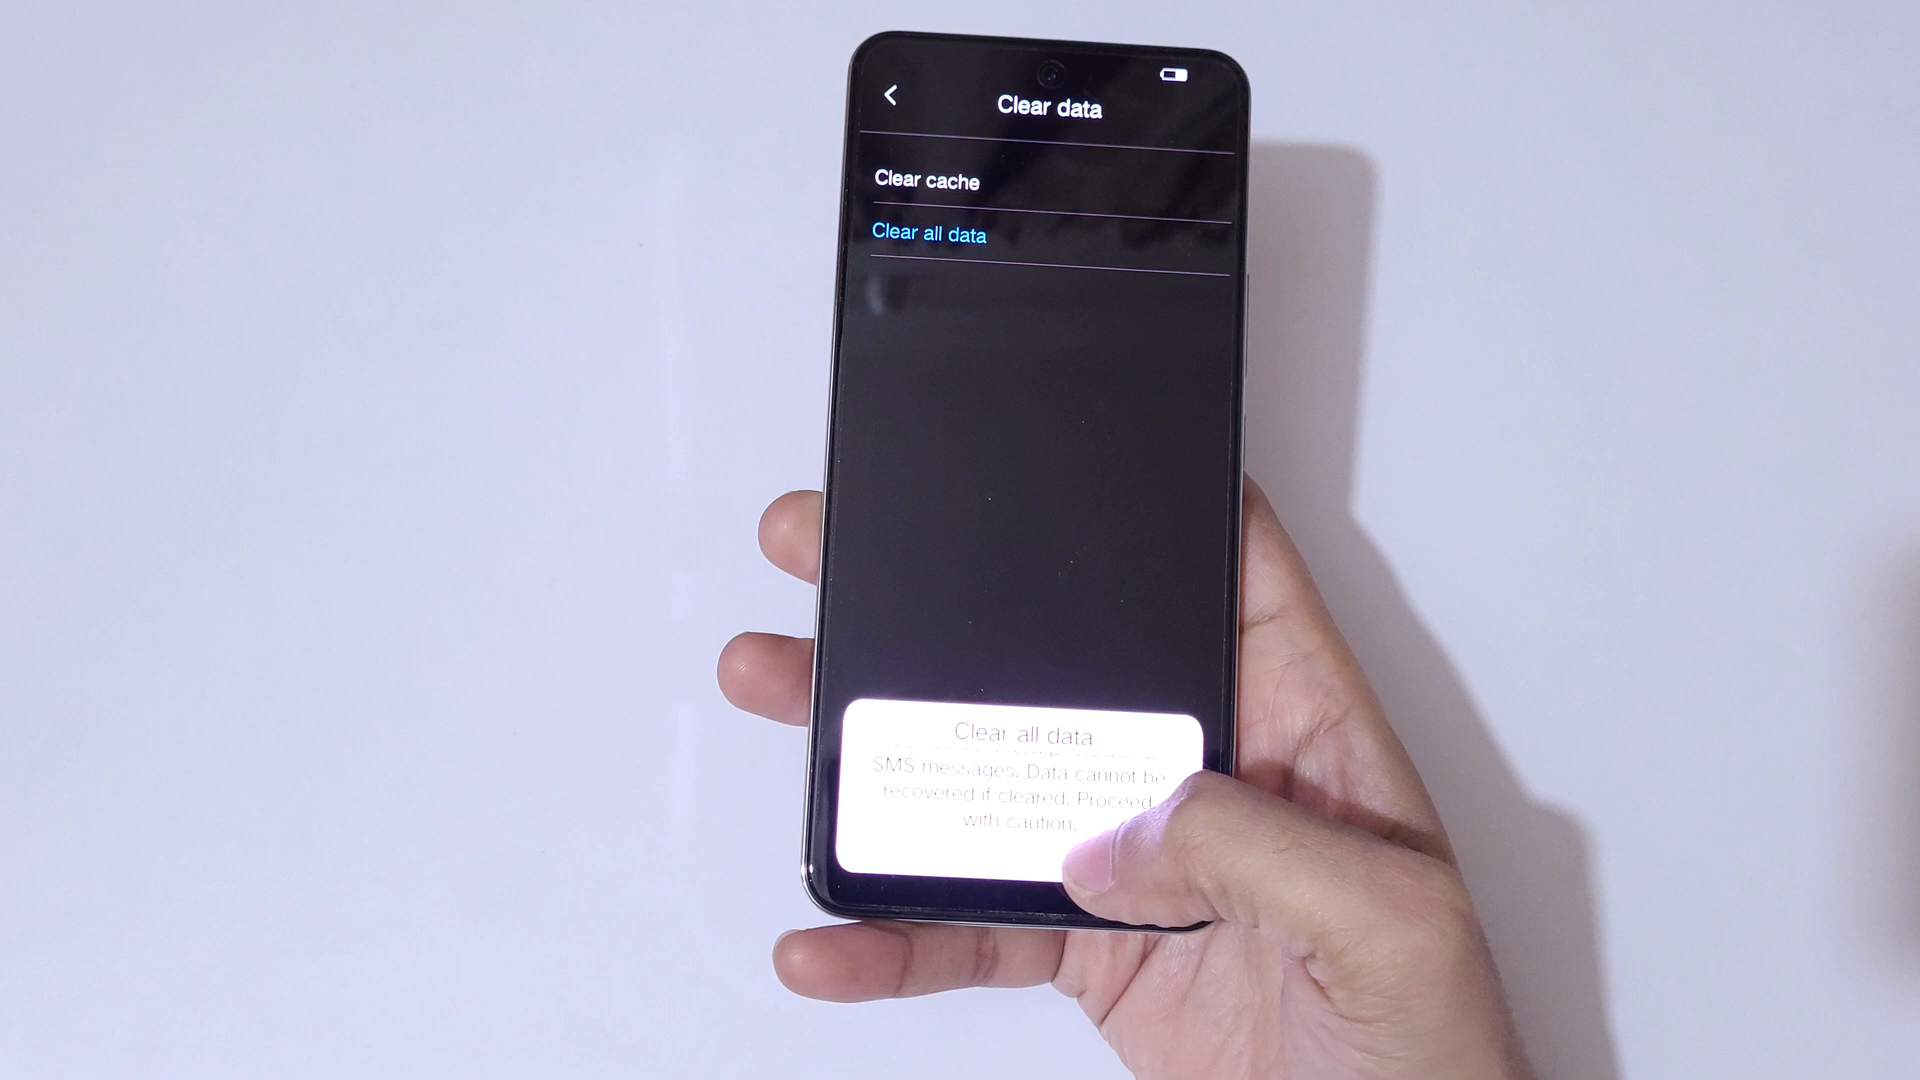 Clear data
Clear cache
Clear all data
Clear all data
SMS messages. Data cannot be
recovered if cleared. Proceed
with caution.